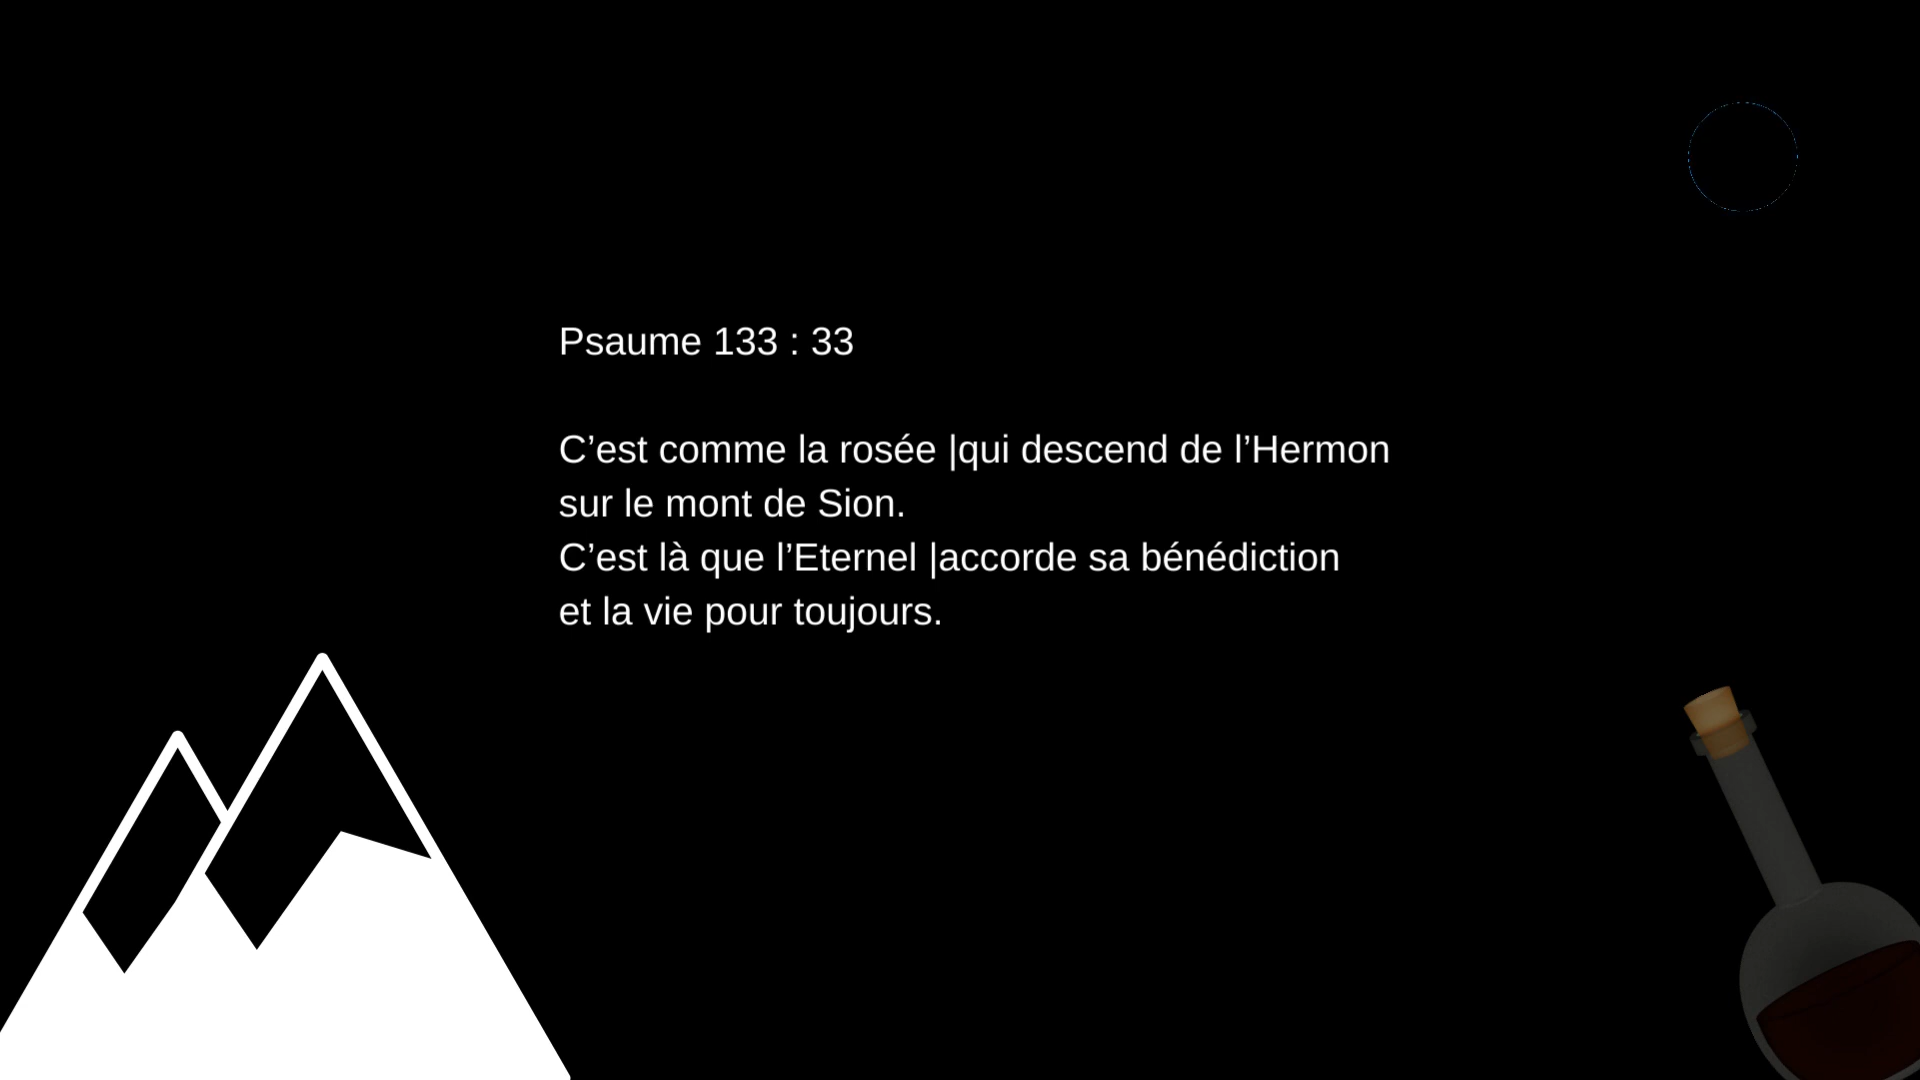 Psaume 133 : 33
C’est comme la rosée |qui descend de l’Hermon
sur le mont de Sion.
C’est là que l’Eternel |accorde sa bénédiction
et la vie pour toujours.